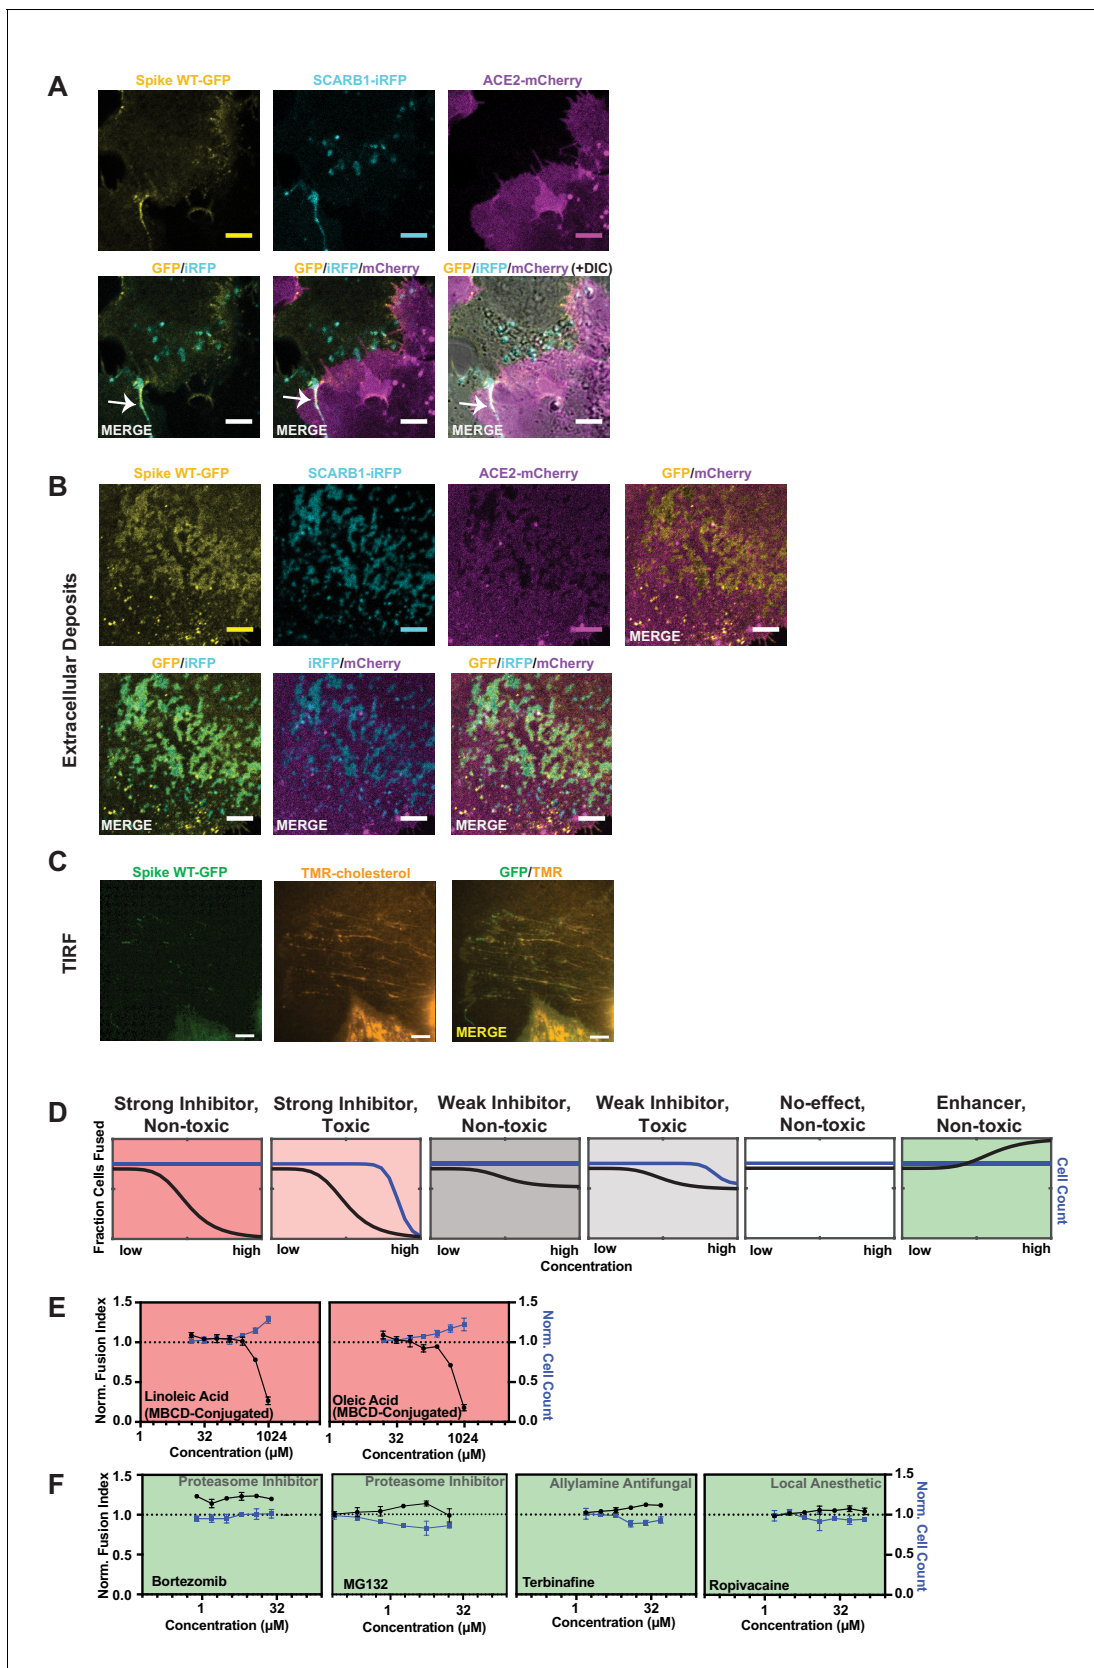 A
Spike WT-GFP
SCARB1-iRFP
ACE2-mCherry
GFP/iRFP
GFP/iRFP/mCherry
GFP/iRFP/mCherry (+DIC)
MERGE
MERGE
MERGE
B
Extracellular Deposits
Spike WT-GFP
SCARB1-iRFP
ACE2-mCherry
GFP/mCherry
MERGE
GFP/iRFP
iRFP/mCherry
GFP/iRFP/mCherry
MERGE
MERGE
MERGE
C
TIRF
Spike WT-GFP
TMR-cholesterol
GFP/TMR
MERGE
D
Strong Inhibitor,
Non-toxic
Strong Inhibitor,
Toxic
Weak Inhibitor,
Non-toxic
Weak Inhibitor,
Toxic
No-effect,
Non-toxic
Enhancer,
Non-toxic
Fraction Cells Fused
Cell Count
low high
low high
low high
low high
low high
low high
Concentration
E
Norm. Fusion Index
1.5
1.0
0.5
0.0
Linoleic Acid
(MBCD-Conjugated)
1 32 1024
Concentration (µM)
Oleic Acid
(MBCD-Conjugated)
1 32 1024
Concentration (µM)
1.5
1.0
0.5
0.0
Norm. Cell Count
F
Norm. Fusion Index
1.5
1.0
0.5
0.0
Proteasome Inhibitor
Bortezomib
1 32
Concentration (µM)
Proteasome Inhibitor
MG132
1 32
Concentration (µM)
Allylamine Antifungal
Terbinafine
1 32
Concentration (µM)
Local Anesthetic
Ropivacaine
1 32
Concentration (µM)
1.5
1.0
0.5
0.0
Norm. Cell Count